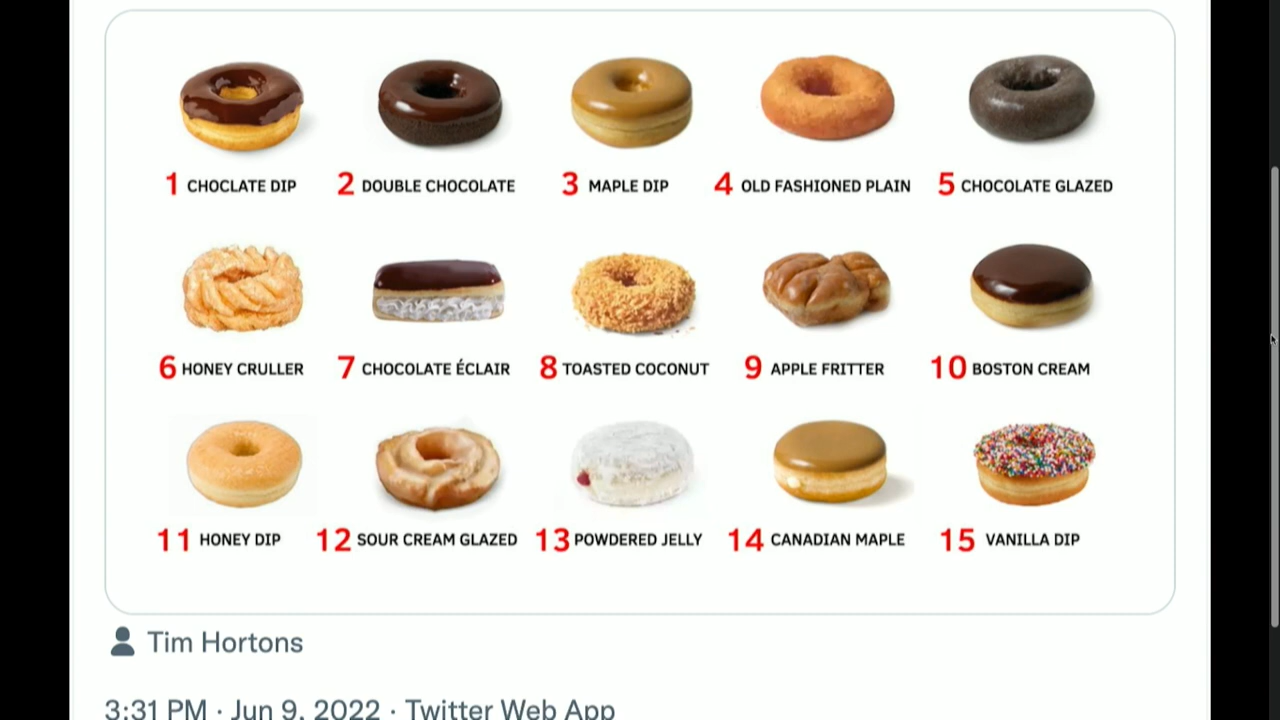 1 CHOCLATE DIP 2 DOUBLE CHOCOLATE 3 MAPLE DIP 4 OLD FASHIONED PLAIN 5 CHOCOLATE GLAZED
6 HONEY CRULLER 7 CHOCOLATE ÉCLAIR 8 TOASTED COCONUT 9 APPLE FRITTER 10 BOSTON CREAM
11 HONEY DIP 12 SOUR CREAM GLAZED 13 POWDERED JELLY 14 CANADIAN MAPLE 15 VANILLA DIP
Tim Hortons
3:31 PM · Jun 9, 2022 · Twitter Web App